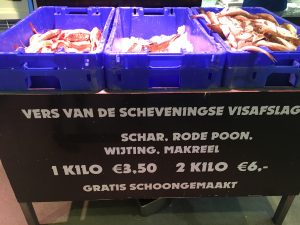 VERS VAN DE SCHEVENINGSE VISAFSLAG
SCHAR, RODE POON,
WIJTING, MAKREEL
1 KILO €3.50 2 KILO €6,-
GRATIS SCHOONGEMAAKT